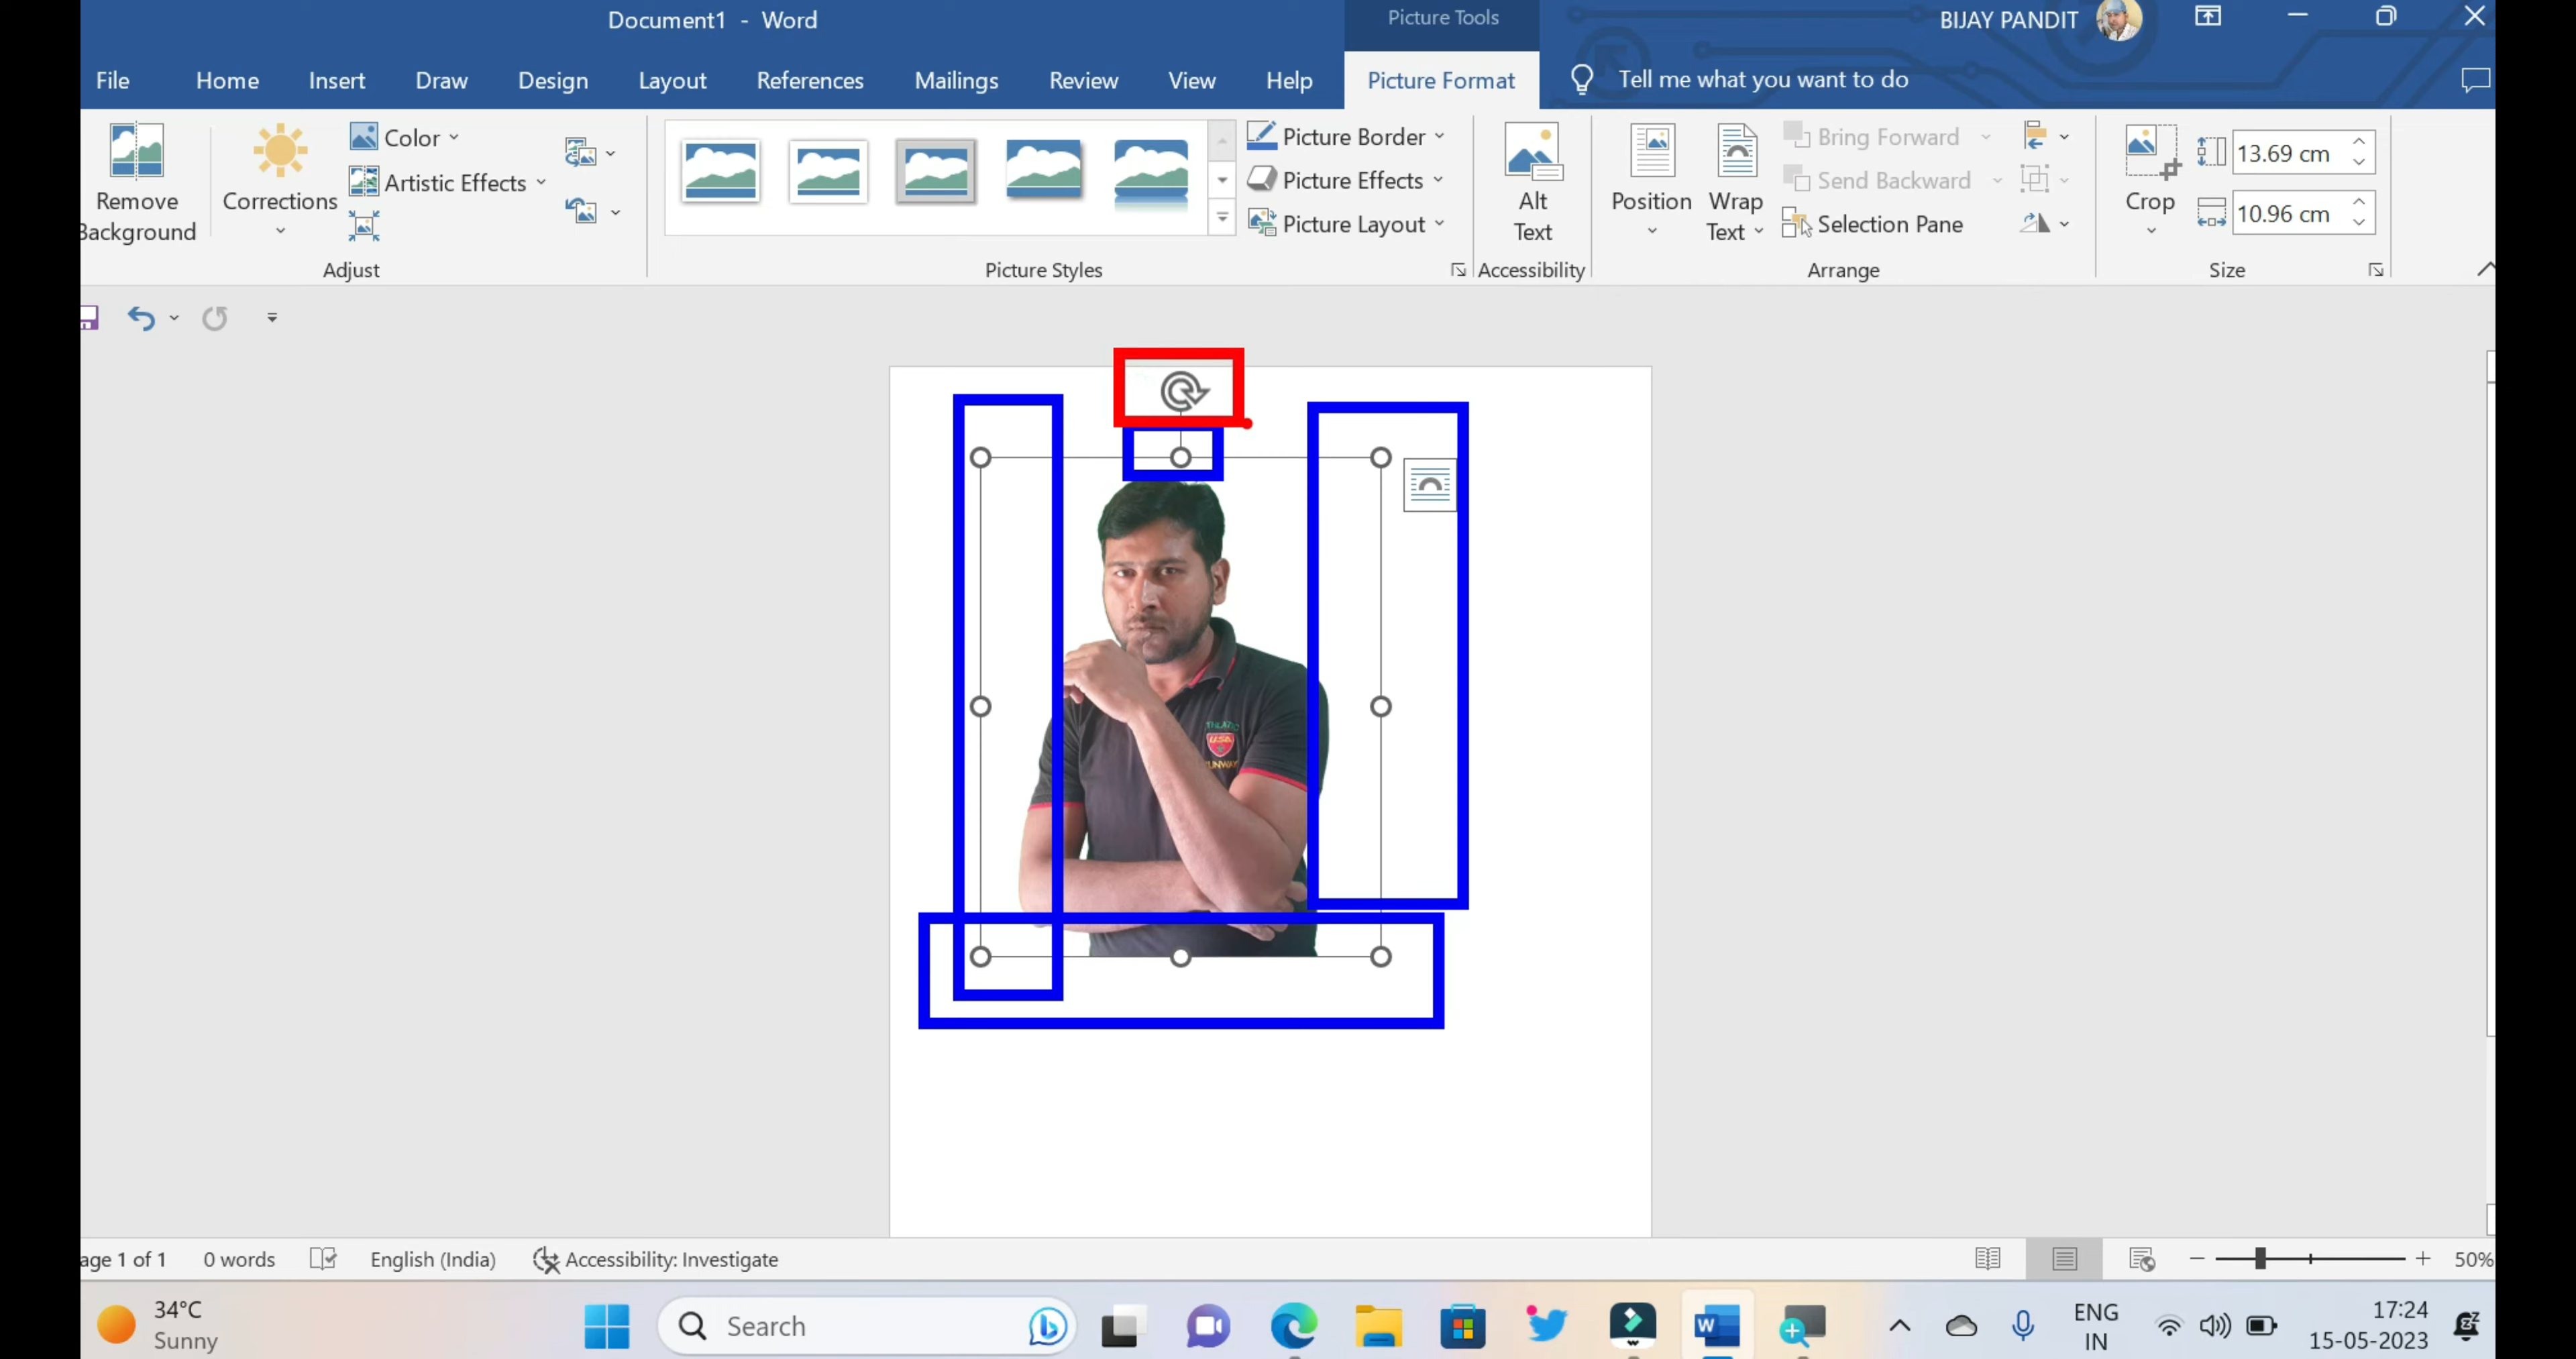 Document1 - Word
Picture Tools
BIJAY PANDIT
File Home Insert Draw Design Layout References Mailings Review View Help Picture Format Tell me what you want to do
Remove
Background
Corrections
Color
Artistic Effects
Adjust
Picture Border
Picture Effects
Picture Layout
Picture Styles
Alt
Text
Accessibility
Position
Wrap
Text
Bring Forward
Send Backward
Selection Pane
Arrange
Crop
13.69 cm
10.96 cm
Size
USA
age 1 of 1 0 words English (India) Accessibility: Investigate 50%
34°C
Sunny
Search
ENG
IN
17:24
15-05-2023